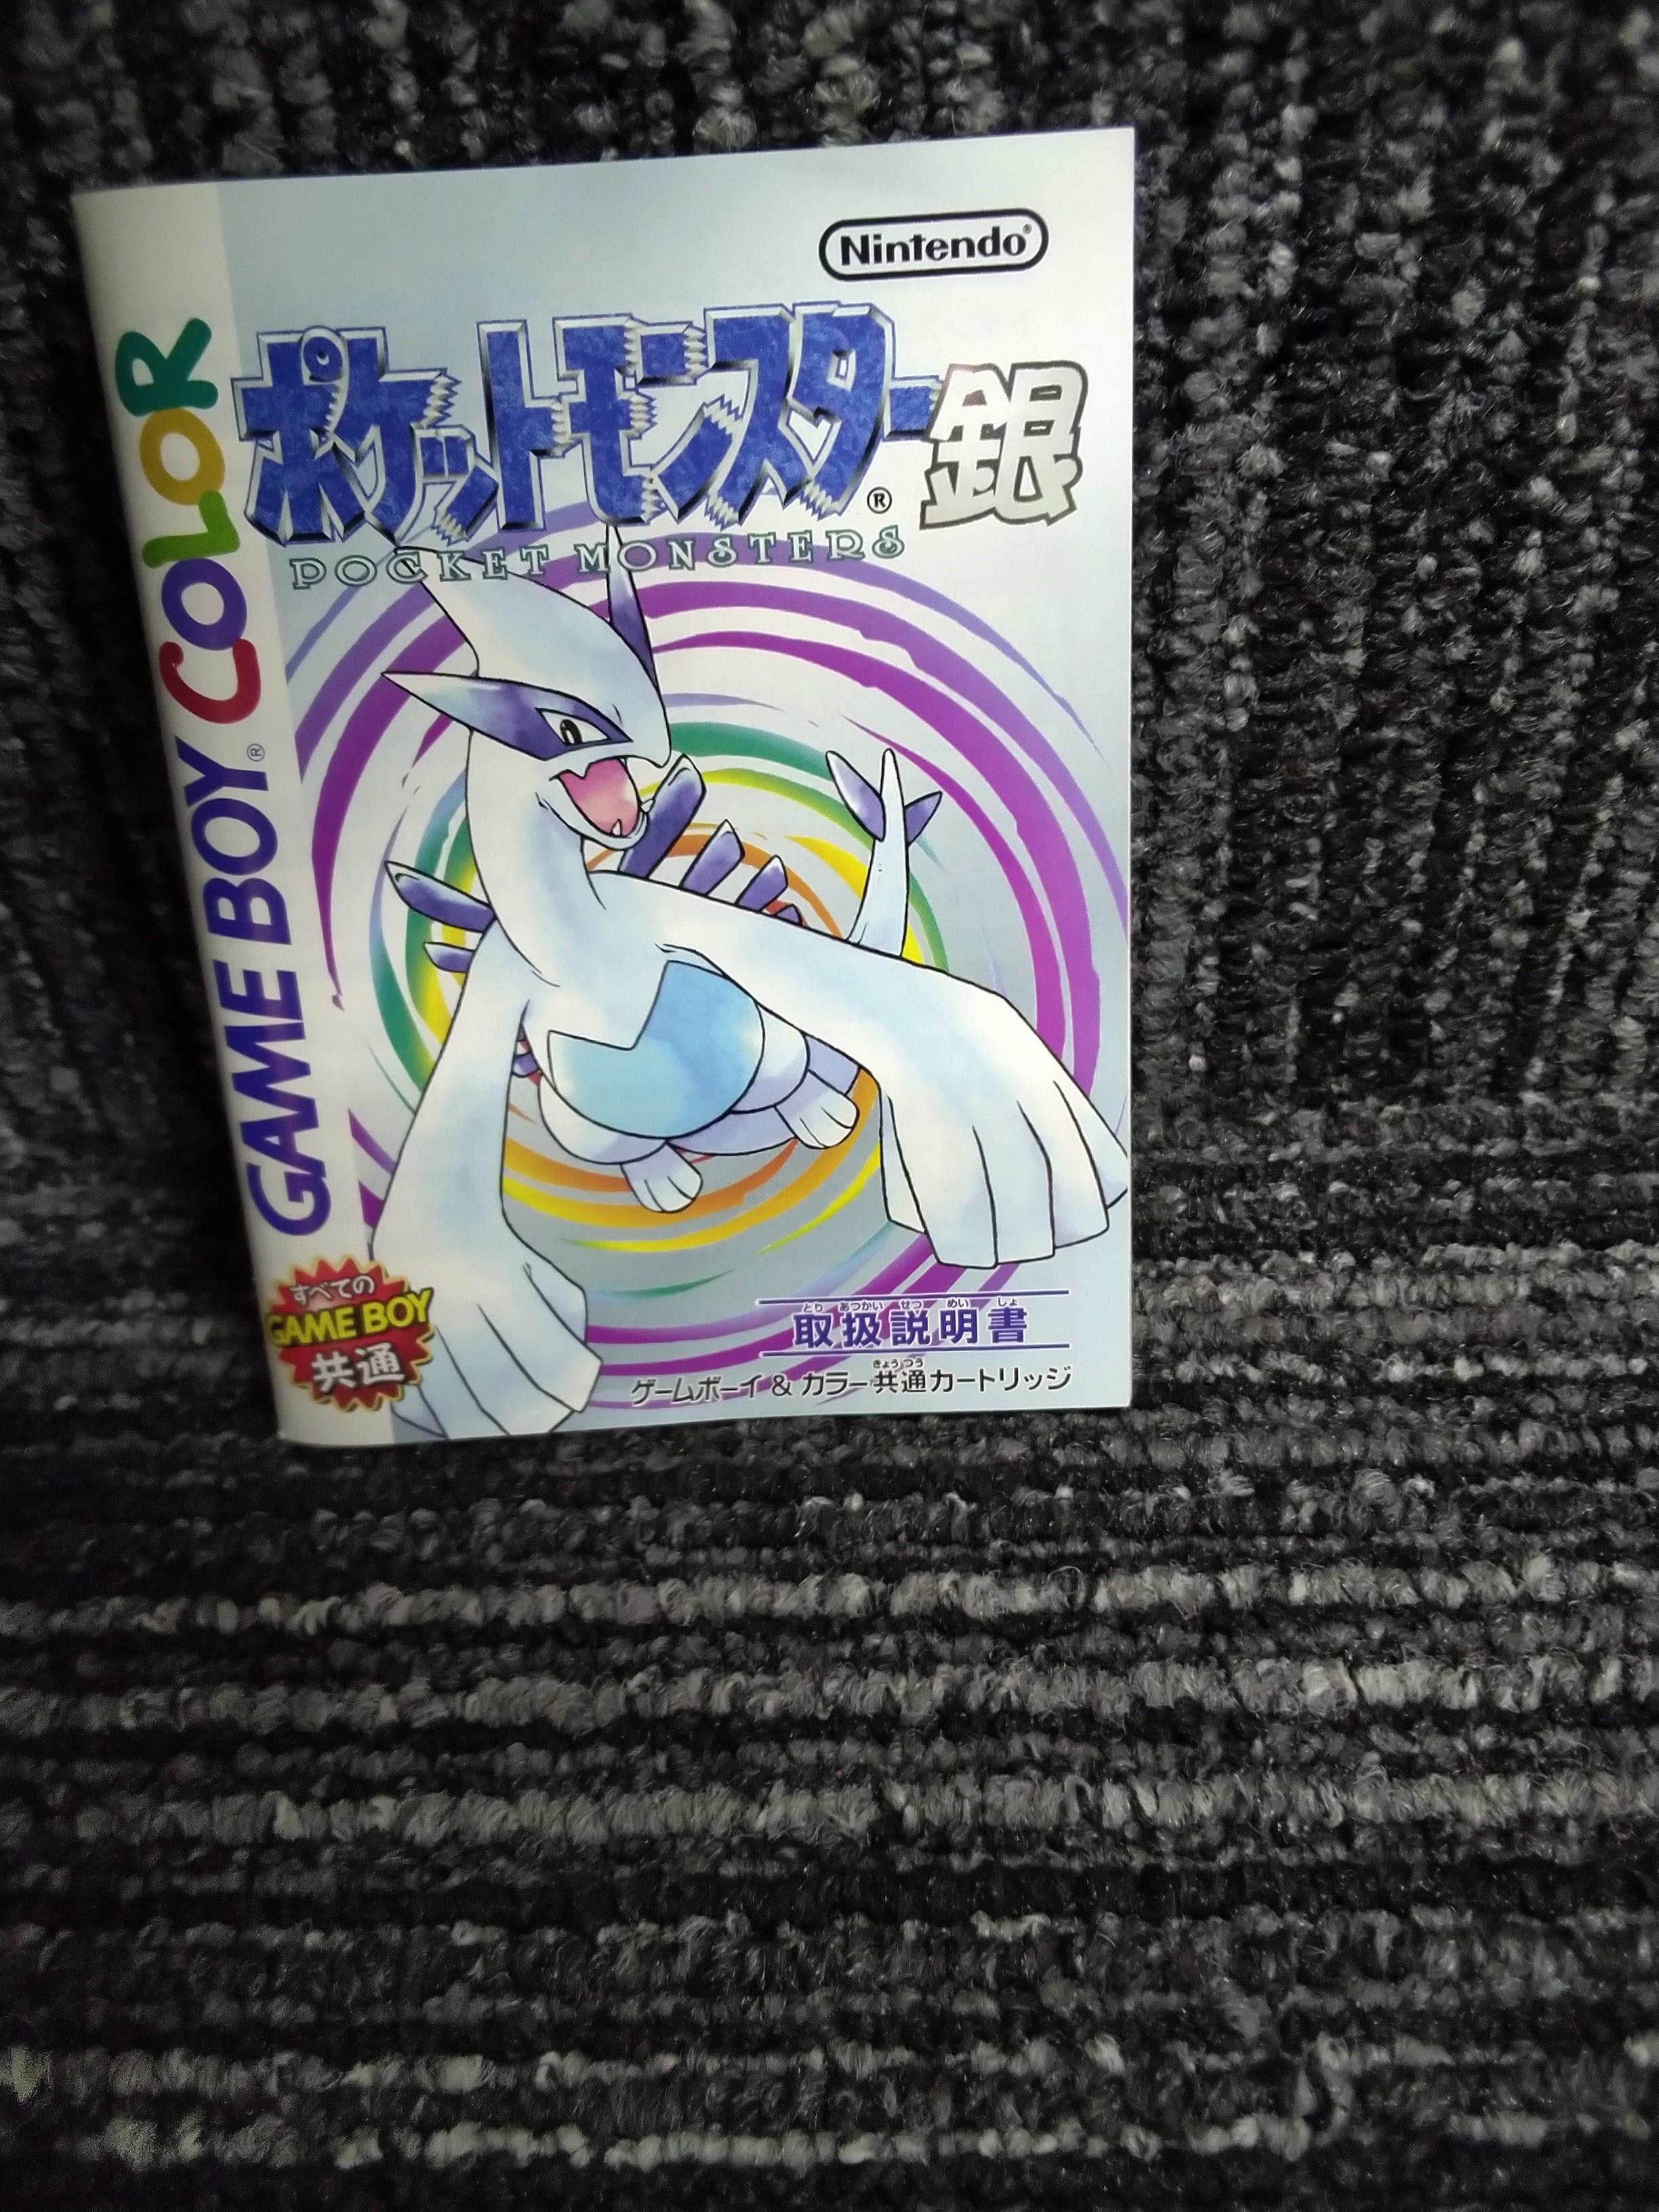 Nintendo®
ポケットモンスター銀
®
POCKET MONSTERS
GAME BOY® COLOR
すべての
GAME BOY
共通
とり あつかい せつ めい しょ
取扱説明書
きょうつう
ゲームボーイ & カラー共通カートリッジ